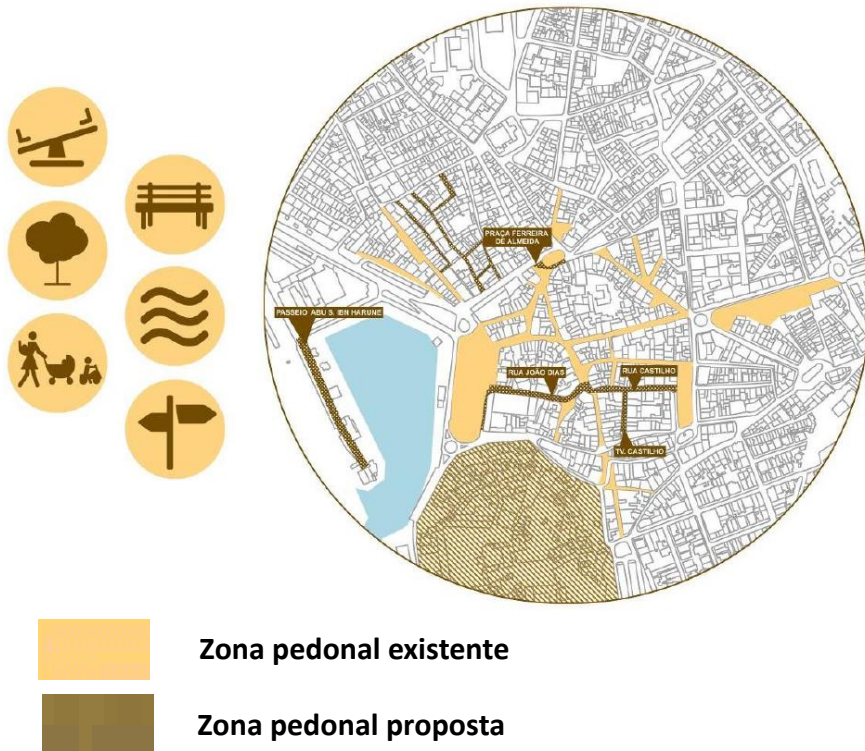 PRAÇA FERREIRA
DE ALMEIDA
PASSEIO ABU S. IBN HARUNE
RUA JOÃO DIAS
RUA CASTILHO
TV. CASTILHO
Zona pedonal existente
Zona pedonal proposta